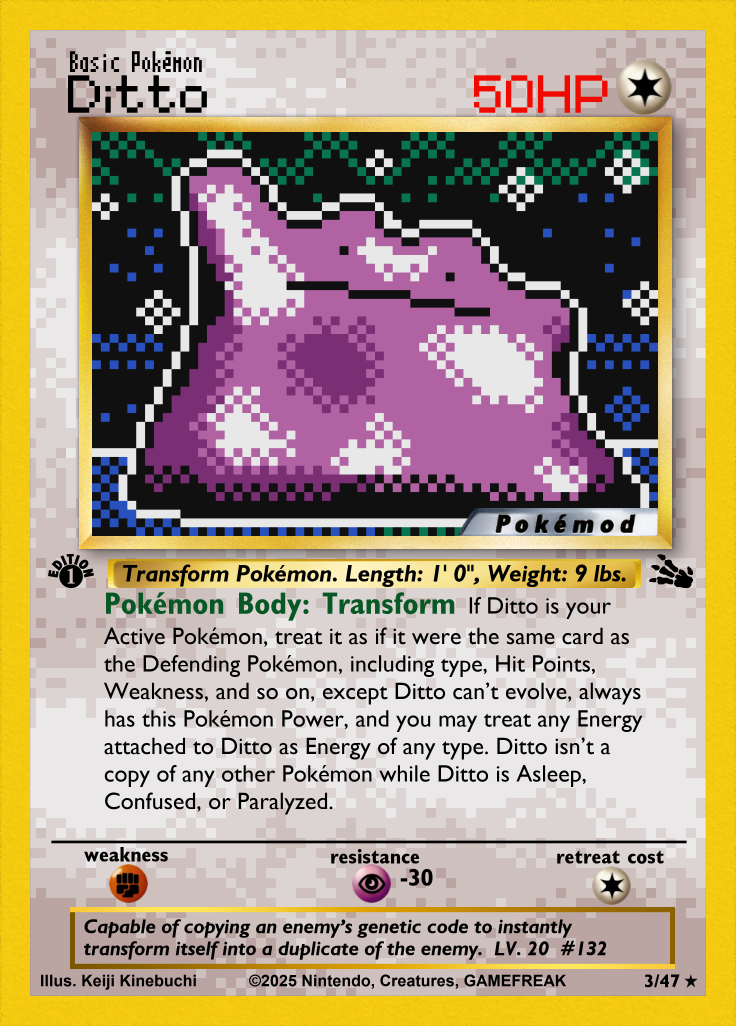 Basic Pokémon
Ditto
50HP
Pokémod
EDITION 1
Transform Pokémon. Length: 1' 0", Weight: 9 lbs.
Pokémon Body: Transform If Ditto is your
Active Pokémon, treat it as if it were the same card as
the Defending Pokémon, including type, Hit Points,
Weakness, and so on, except Ditto can't evolve, always
has this Pokémon Power, and you may treat any Energy
attached to Ditto as Energy of any type. Ditto isn't a
copy of any other Pokémon while Ditto is Asleep,
Confused, or Paralyzed.
weakness
resistance
retreat cost
-30
Capable of copying an enemy's genetic code to instantly
transform itself into a duplicate of the enemy. LV. 20 #132
Illus. Keiji Kinebuchi ©2025 Nintendo, Creatures, GAMEFREAK 3/47 ★